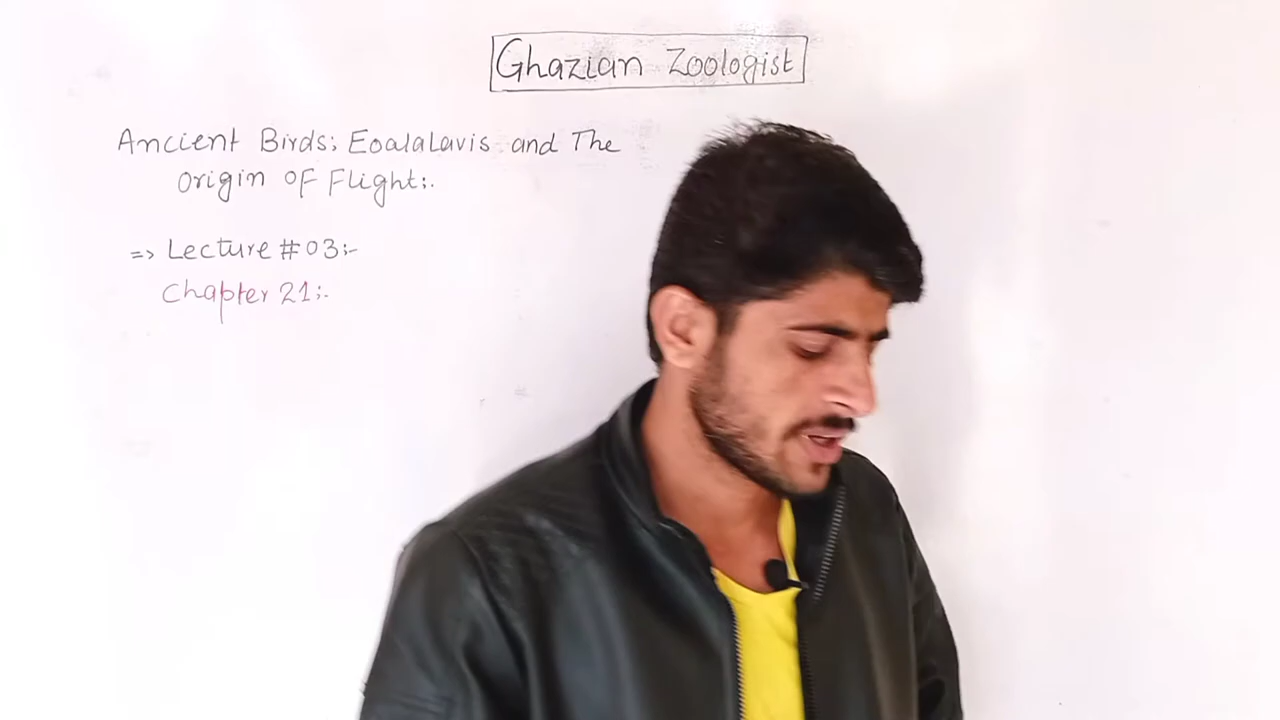 Ghazian Zoologist
Ancient Birds: Eoalalavis and The
Origin of Flight:.
=> Lecture #03:-
Chapter 21:.